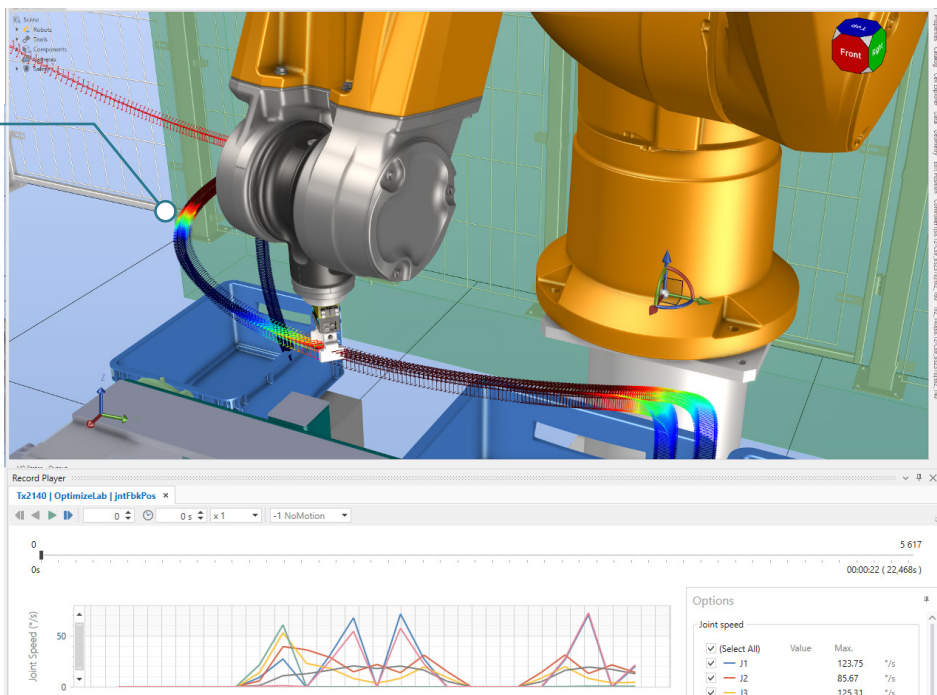 Scene
Robots
Tools
Components
TOP
Front
Right
Z
Record Player
Tx2140 | OptimizeLab | jntFbkPos ×
0
0 s
x 1
-1 NoMotion
0
5 617
0s
00:00:22 ( 22,468s )
Joint Speed (°/s)
50
0
Options
Joint speed
(Select All) Value Max.
J1 123.75 °/s
J2 85.67 °/s
J3 125.31 °/s